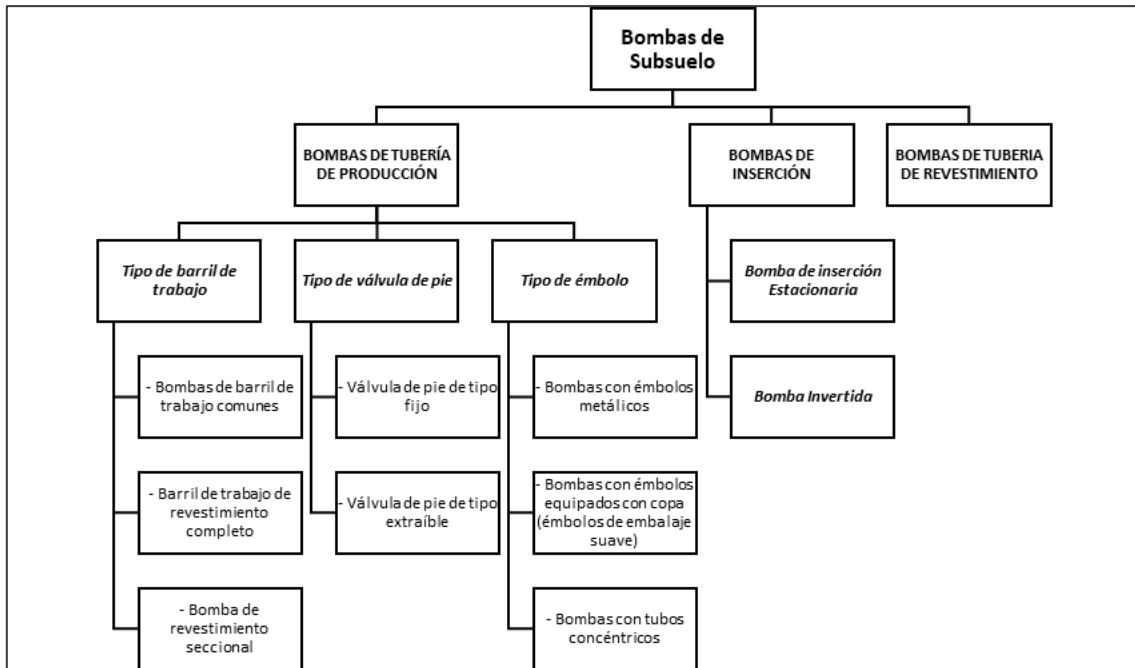 Bombas de
Subsuelo
BOMBAS DE TUBERÍA
DE PRODUCCIÓN
BOMBAS DE
INSERCIÓN
BOMBAS DE TUBERIA
DE REVESTIMIENTO
Tipo de barril de
trabajo
Tipo de válvula de pie
Tipo de émbolo
Bomba de inserción
Estacionaria
- Bombas de barril de
trabajo comunes
- Válvula de pie de tipo
fijo
- Bombas con émbolos
metálicos
Bomba Invertida
- Barril de trabajo de
revestimiento
completo
- Válvula de pie de tipo
extraíble
- Bombas con émbolos
equipados con copa
(émbolos de embalaje
suave)
- Bomba de
revestimiento
seccional
- Bombas con tubos
concéntricos